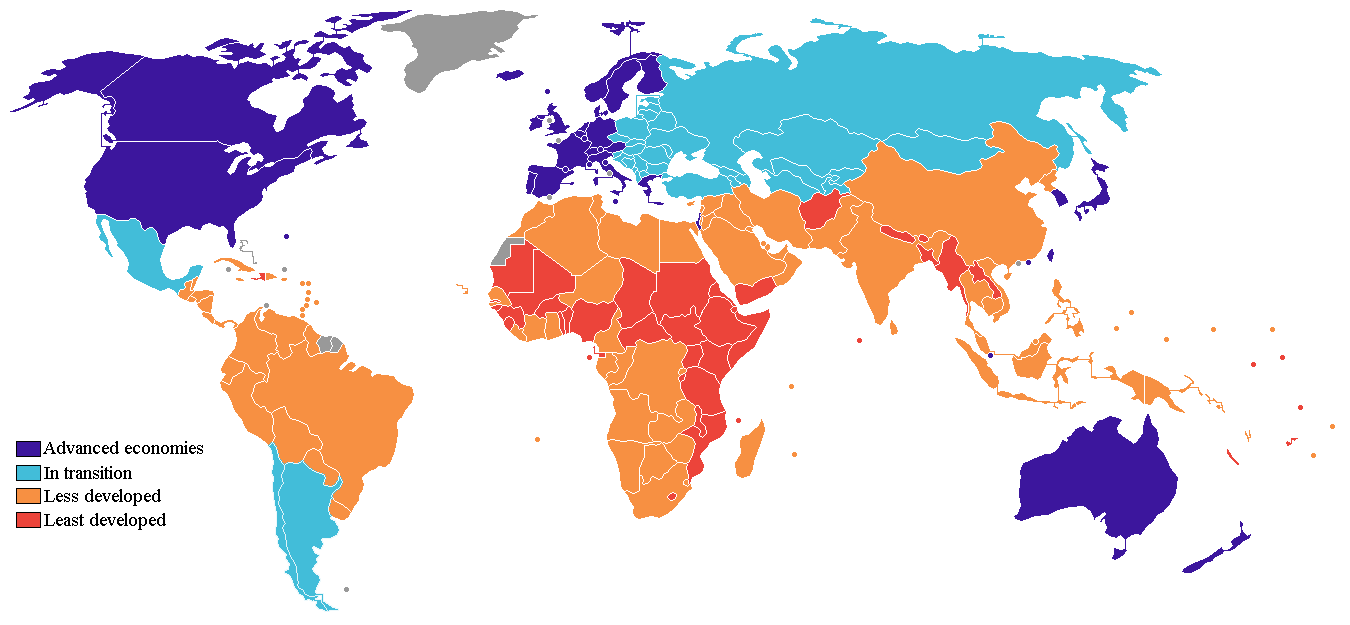 Advanced economies
In transition
Less developed
Least developed